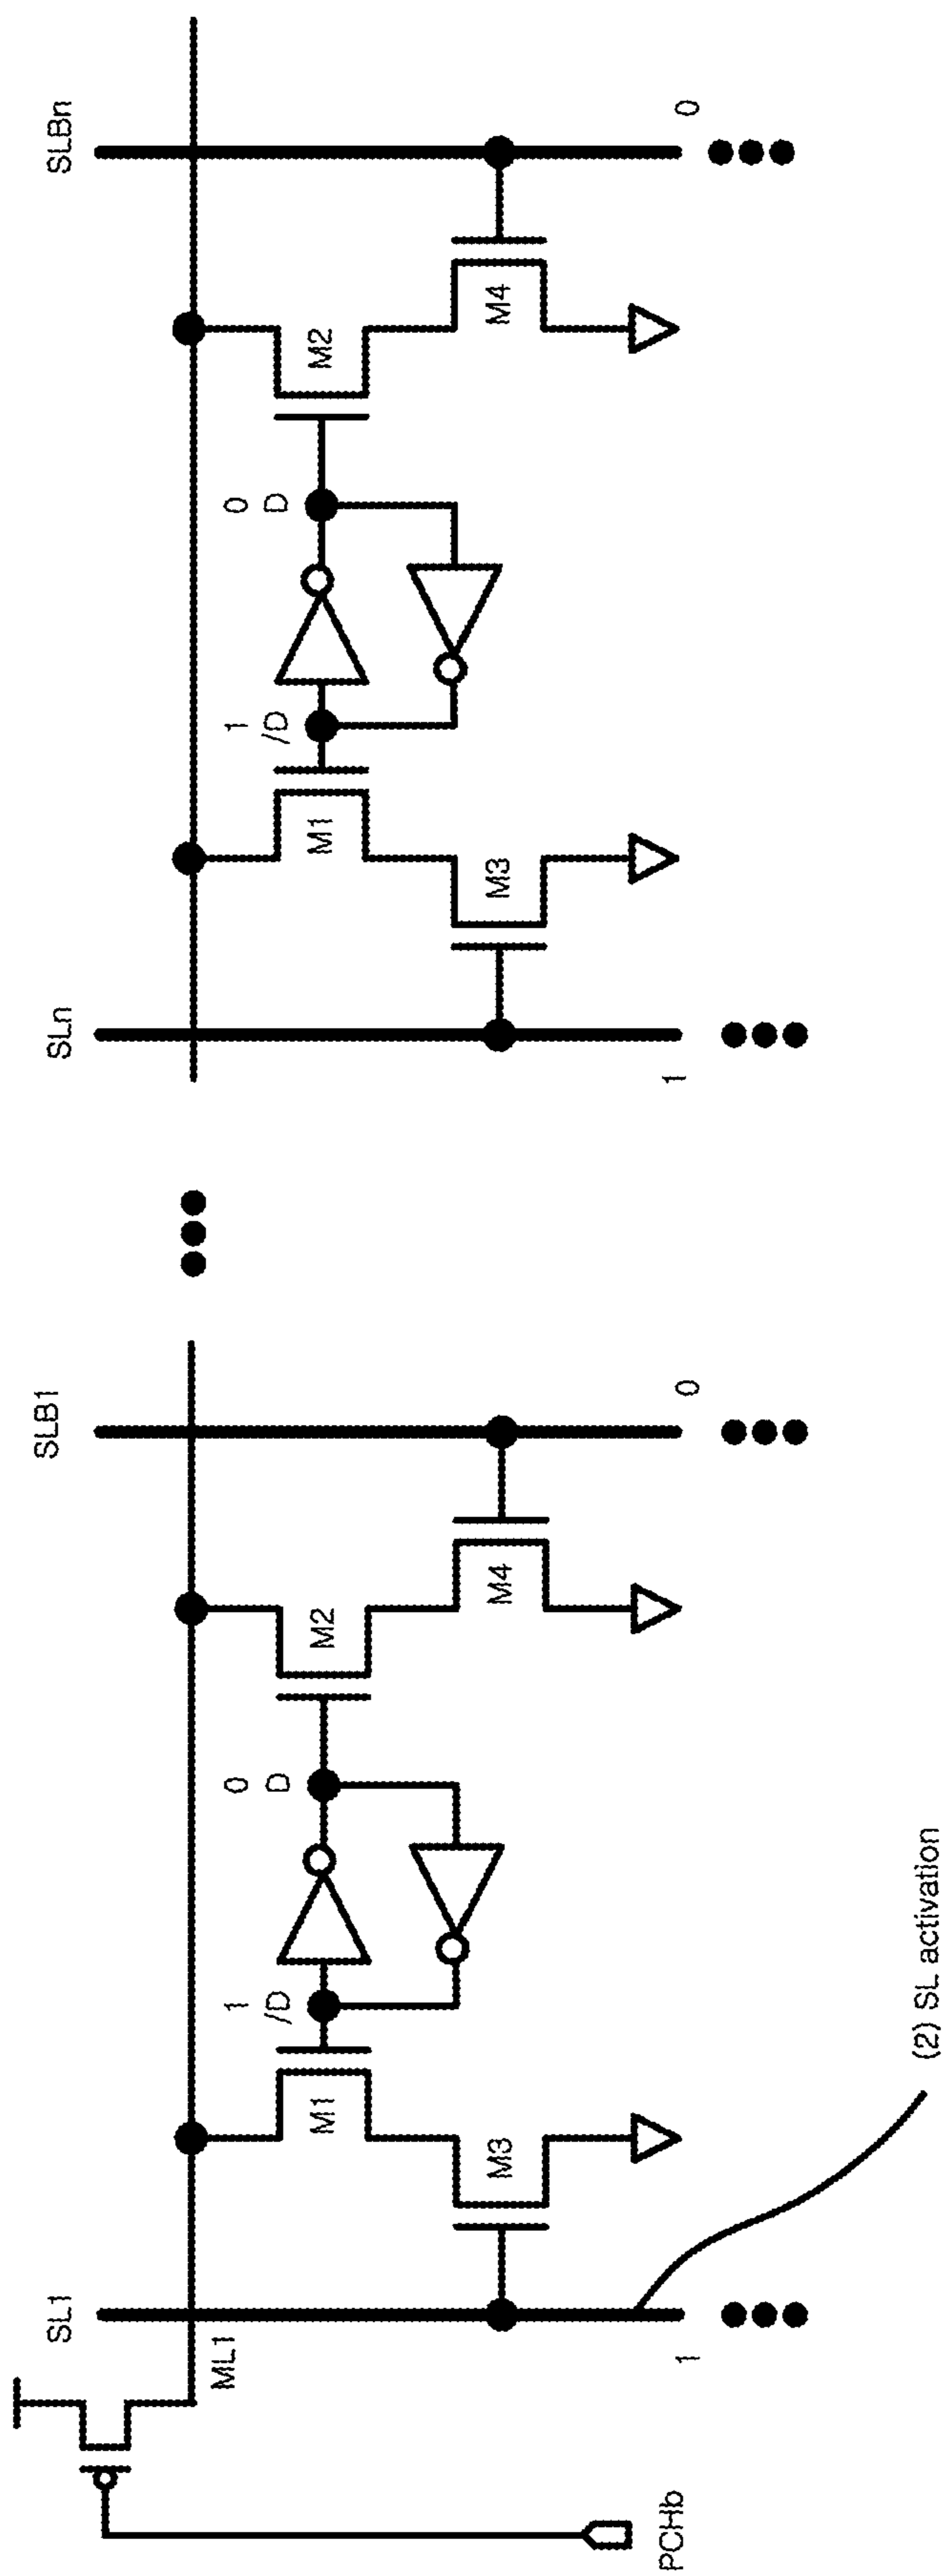 SL1
SLB1
SLn
SLBn
PCHb
ML1
1
/D
0
D
1
/D
0
D
M1
M2
M1
M2
M3
M4
M3
M4
1
0
1
0
(2) SL activation